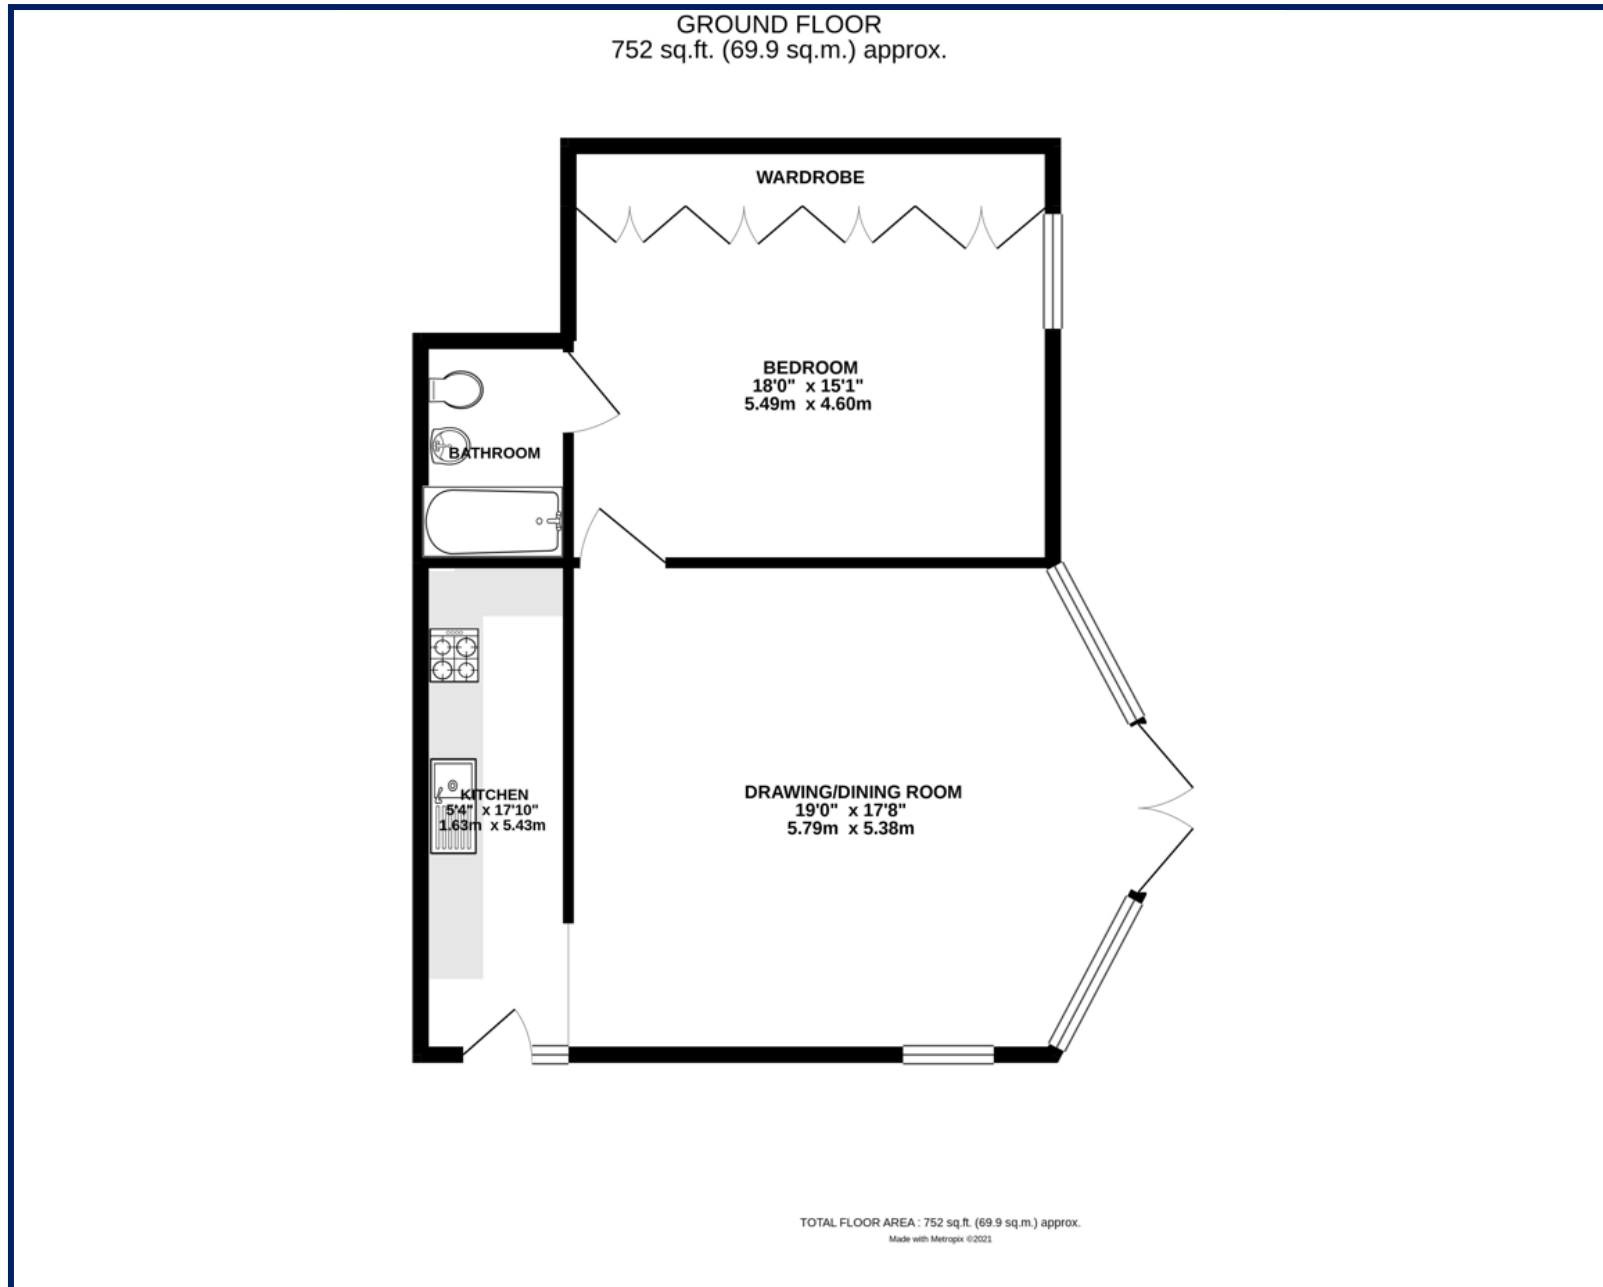 GROUND FLOOR
752 sq.ft. (69.9 sq.m.) approx.
WARDROBE
BEDROOM
18'0" x 15'1"
5.49m x 4.60m
BATHROOM
KITCHEN
5'4" x 17'10"
1.63m x 5.43m
DRAWING/DINING ROOM
19'0" x 17'8"
5.79m x 5.38m
TOTAL FLOOR AREA : 752 sq.ft. (69.9 sq.m.) approx.
Made with Metropix ©2021